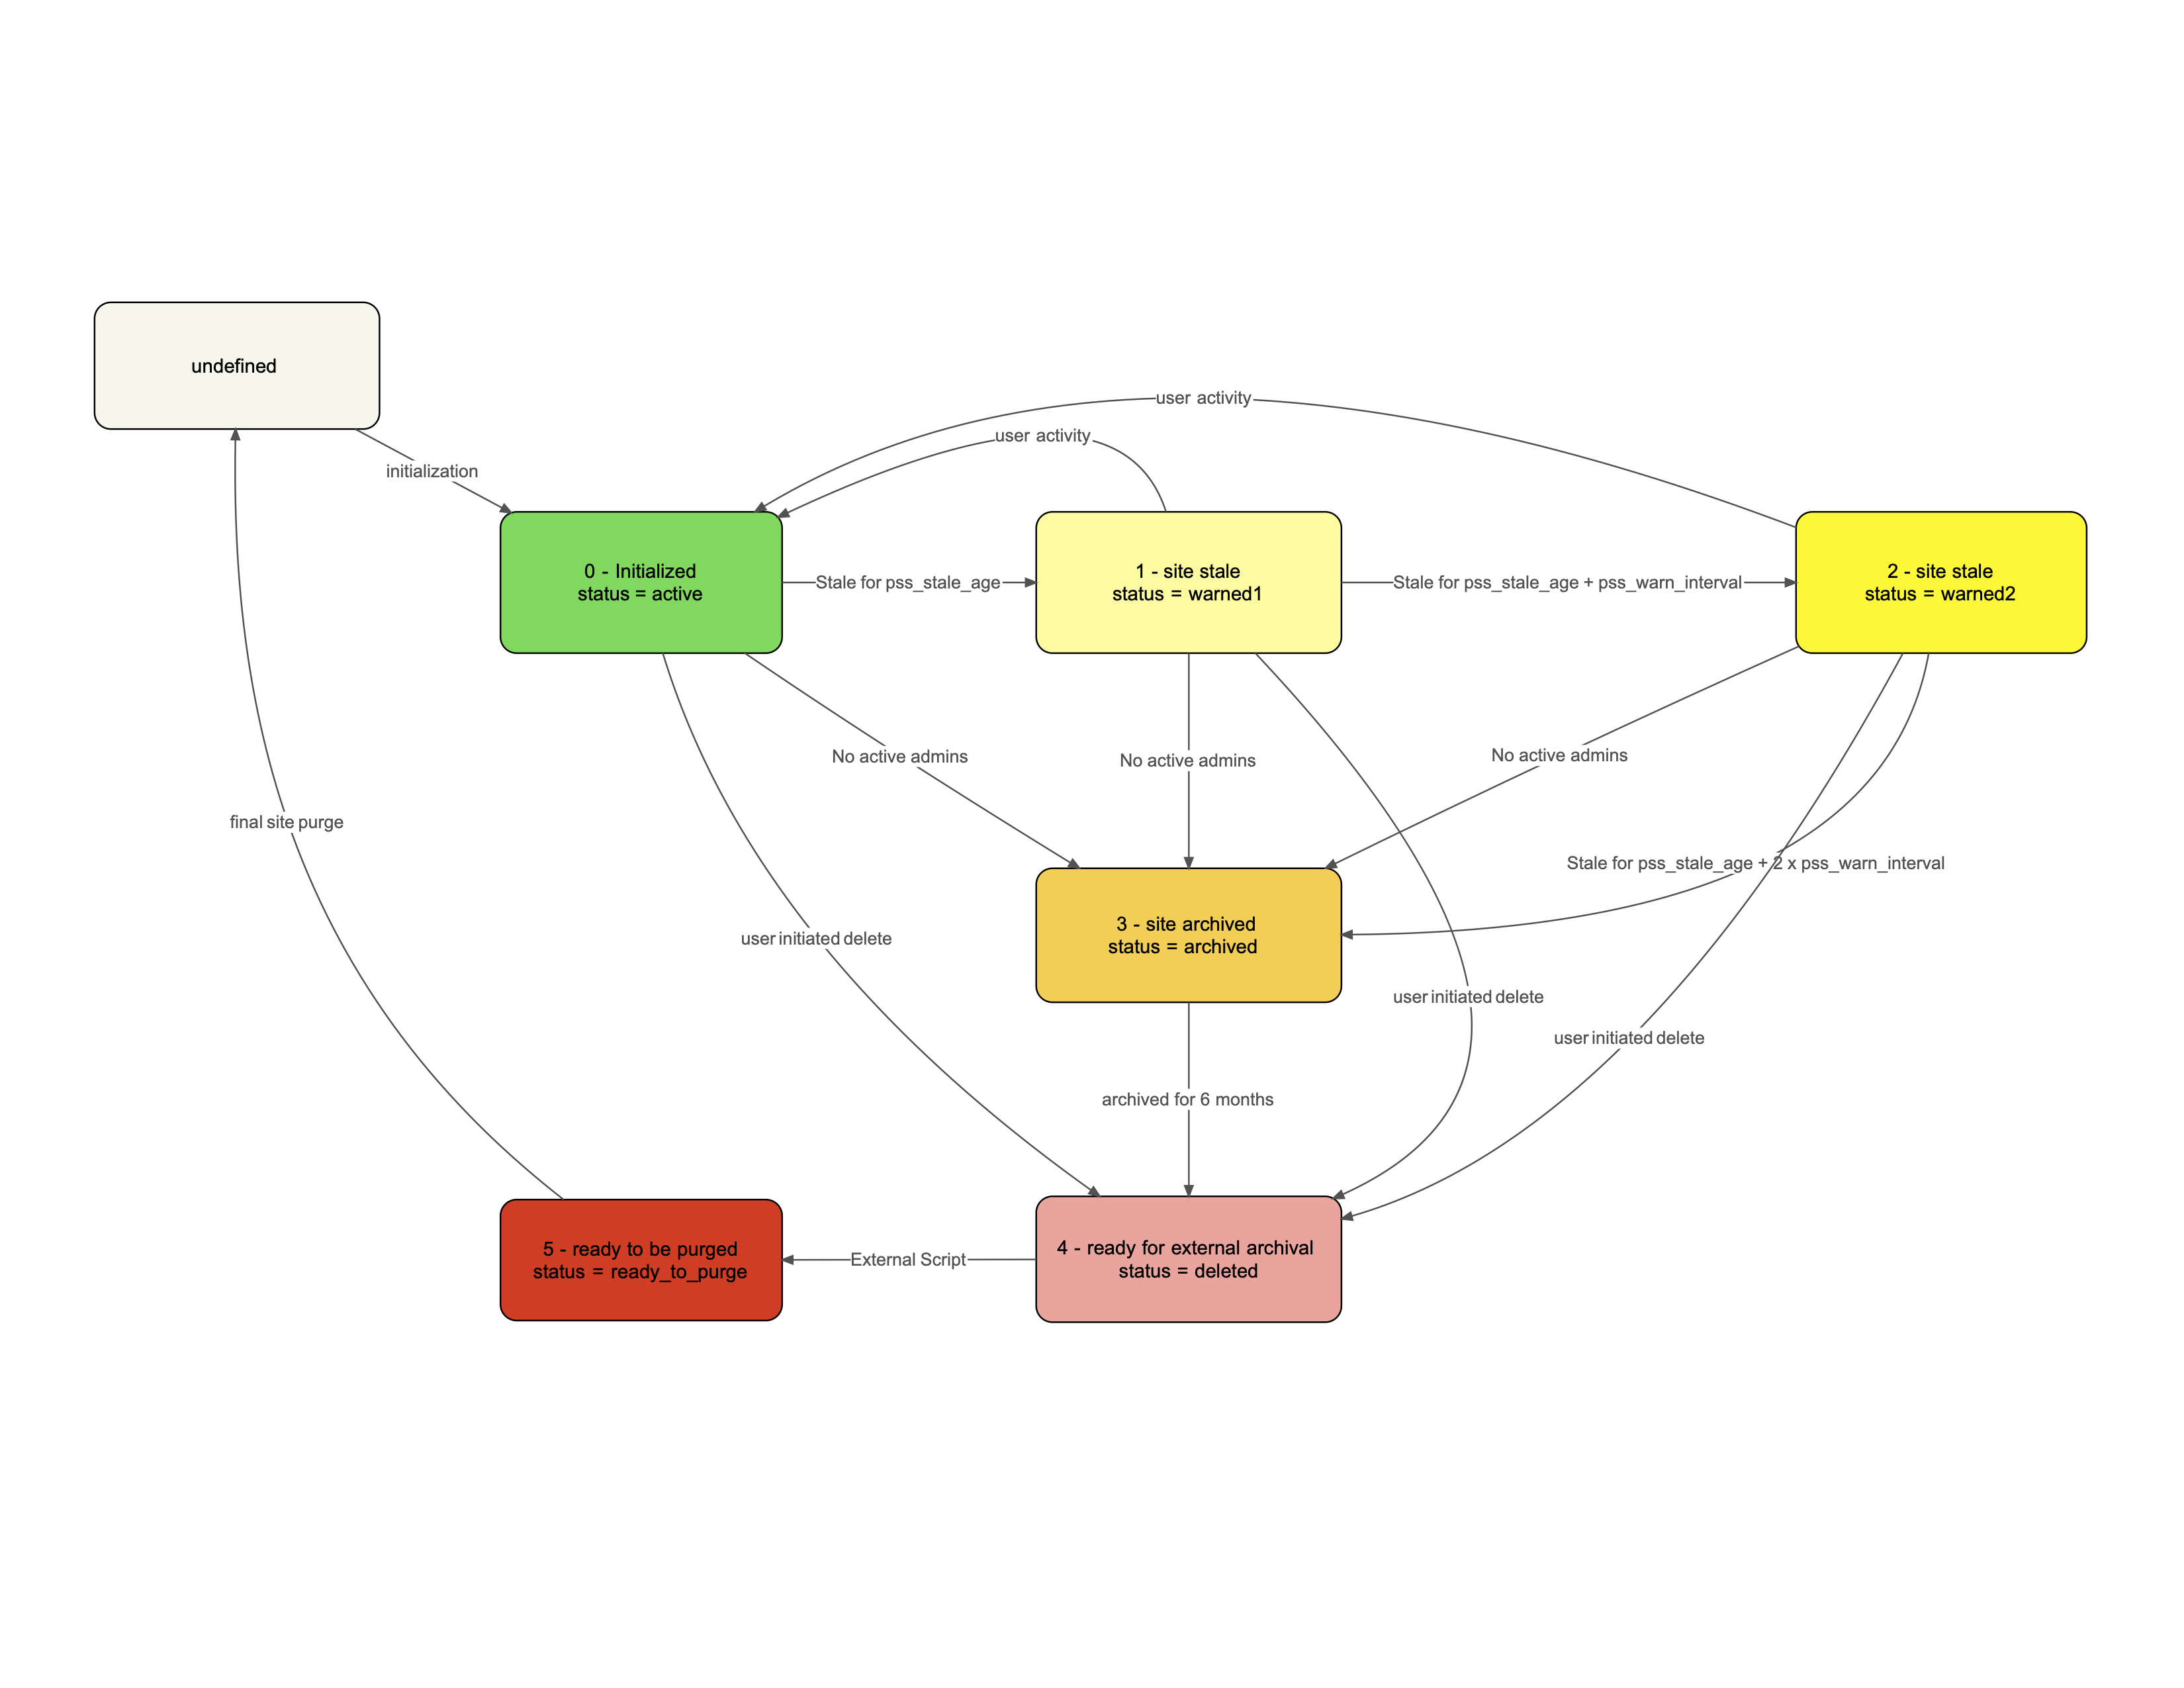 undefined
user activity
user activity
initialization
0 - Initialized
status = active
Stale for pss_stale_age
1 - site stale
status = warned1
Stale for pss_stale_age + pss_warn_interval
2 - site stale
status = warned2
No active admins
No active admins
No active admins
final site purge
Stale for pss_stale_age + 2 x pss_warn_interval
3 - site archived
status = archived
user initiated delete
user initiated delete
user initiated delete
archived for 6 months
5 - ready to be purged
status = ready_to_purge
External Script
4 - ready for external archival
status = deleted